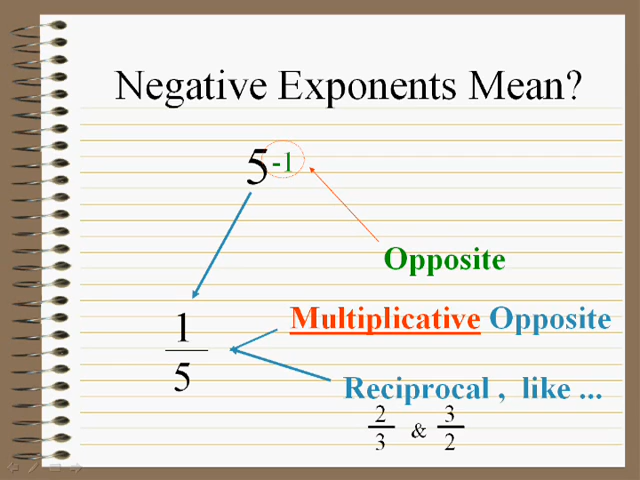 Negative Exponents Mean?
5⁻¹
Opposite
1
5
Multiplicative Opposite
Reciprocal , like ...
2/3 & 3/2